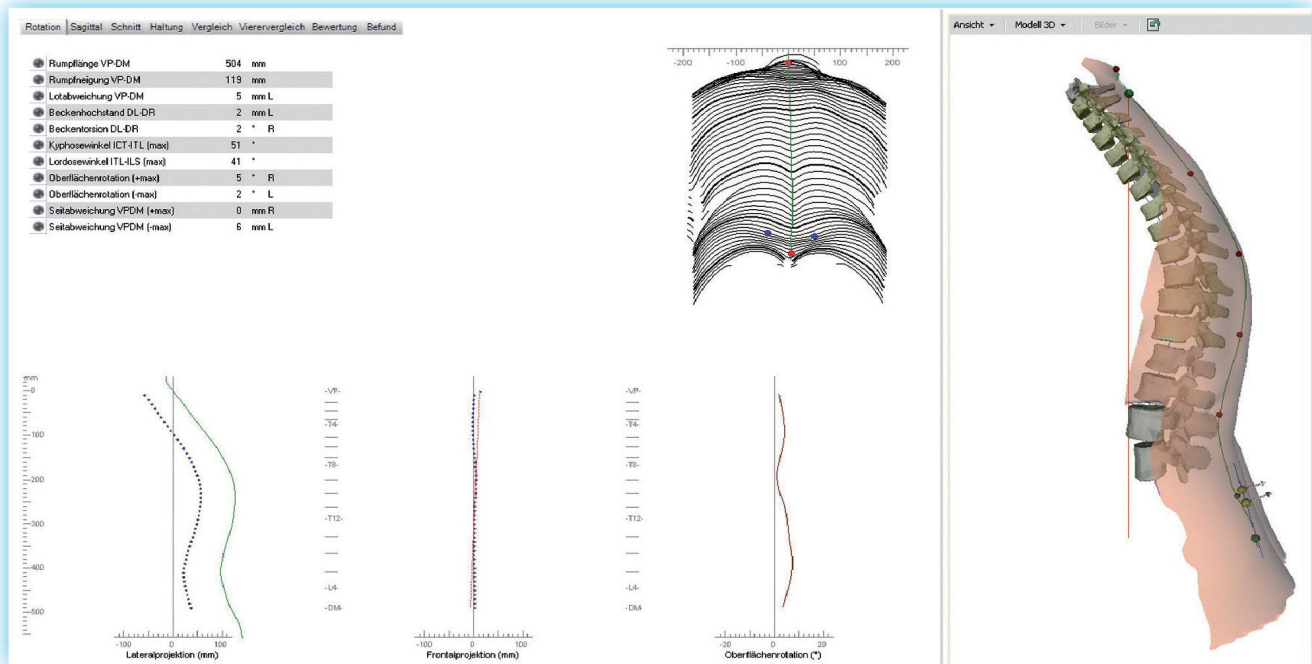 Rotation Sagittal Schnitt Haltung Vergleich Vierervergleich Bewertung Befund
Rumpflänge VP-DM 504 mm
Rumpfneigung VP-DM 119 mm
Lotabweichung VP-DM 5 mm L
Beckenhochstand DL-DR 2 mm L
Beckentorsion DL-DR 2 ° R
Kyphosewinkel ICT-ITL (max) 51 °
Lordosewinkel ITL-ILS (max) 41 °
Oberflächenrotation (+max) 5 ° R
Oberflächenrotation (-max) 2 ° L
Seitabweichung VPDM (+max) 0 mm R
Seitabweichung VPDM (-max) 6 mm L
-200 -100 0 100 200
Ansicht Modell 3D Bilder
mm
0
-100
-200
-300
-400
-500
-100 0 100
Lateralprojektion (mm)
-VP-
-T4-
-T8-
-T12-
-L4-
-DM-
-100 0 100
Frontalprojektion (mm)
-VP-
-T4-
-T8-
-T12-
-L4-
-DM-
-20 0 20
Oberflächenrotation (°)